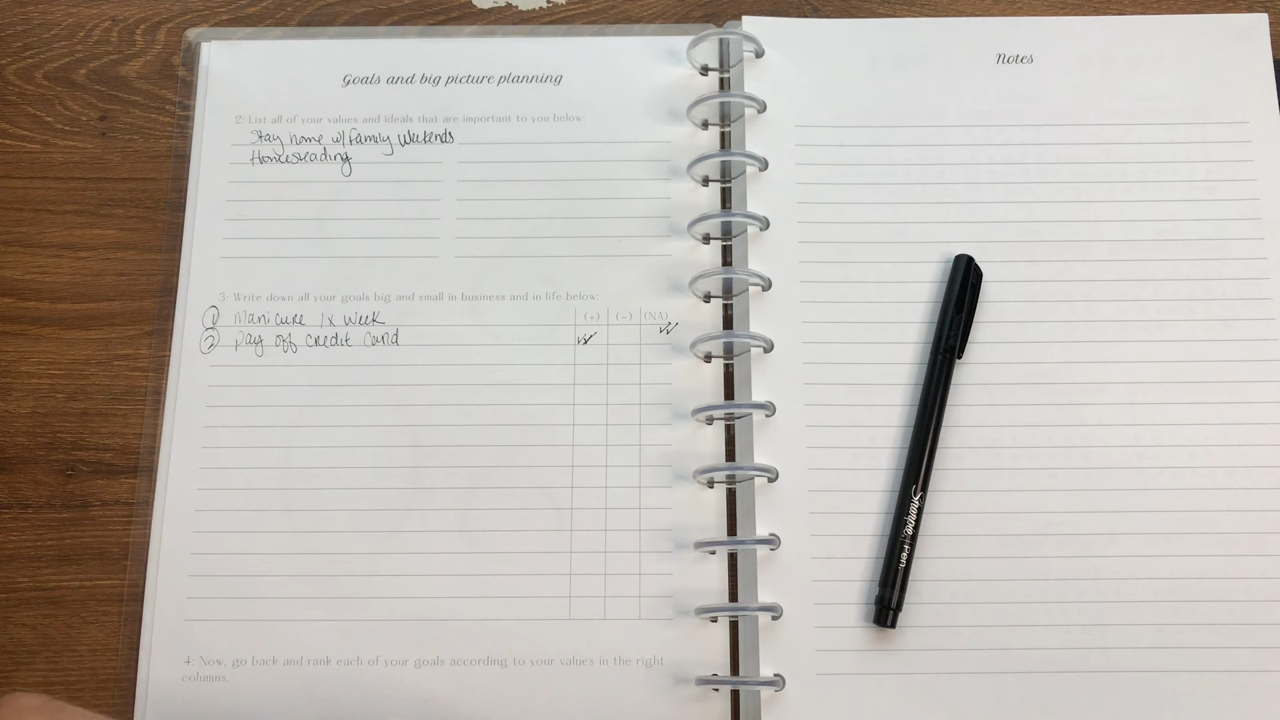 Goals and big picture planning
2: List all of your values and ideals that are important to you below:
Stay home w/family Weekends
Homesteading
3: Write down all your goals big and small in business and in life below:
(+) (-) (NA)
① Manicure 1x Week
② Pay off credit card
4: Now, go back and rank each of your goals according to your values in the right
columns.
Notes
Sharpie. Pen.